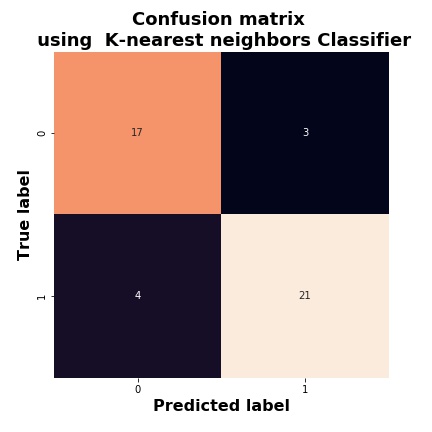 Confusion matrix
using  K-nearest neighbors Classifier
True label
0
17
3
1
4
21
0
1
Predicted label